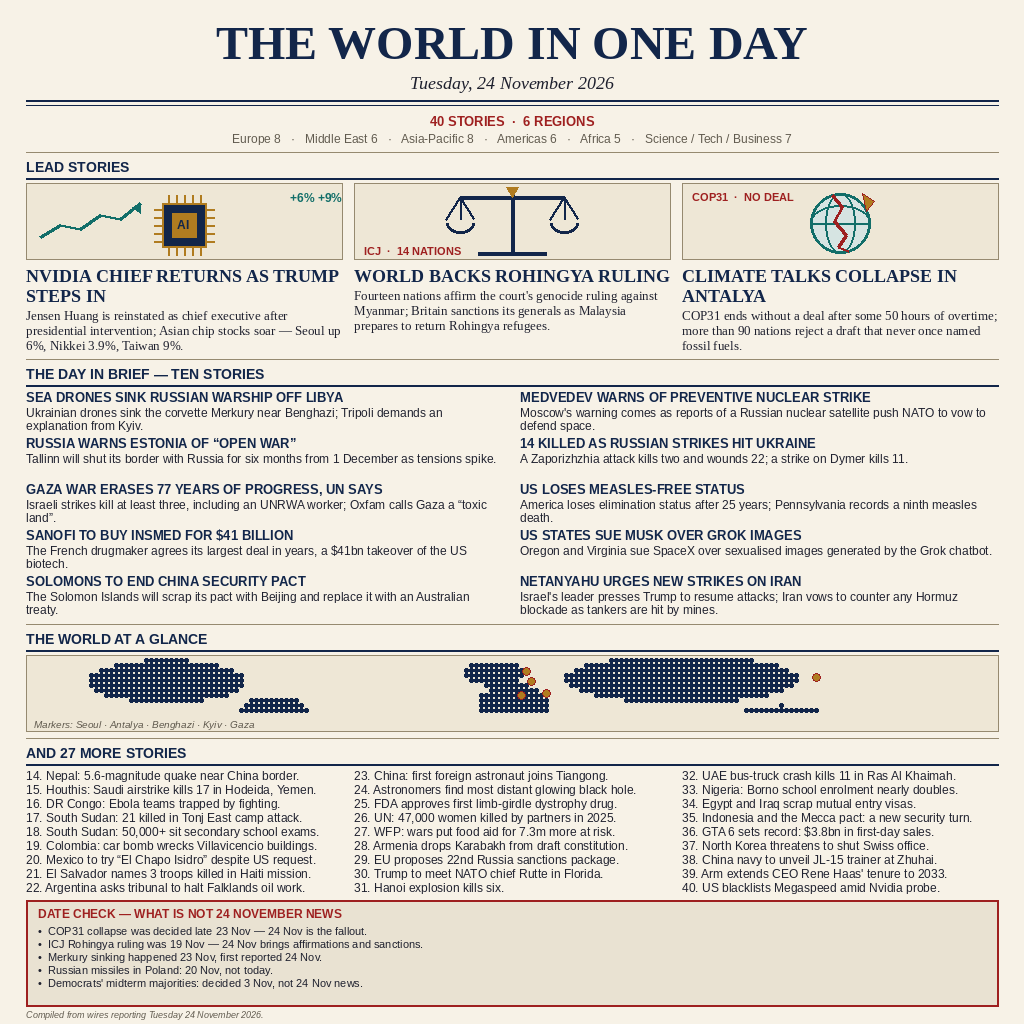 THE WORLD IN ONE DAY
Tuesday, 24 November 2026
40 STORIES · 6 REGIONS
Europe 8 · Middle East 6 · Asia-Pacific 8 · Americas 6 · Africa 5 · Science / Tech / Business 7
LEAD STORIES
AI
+6% +9%
NVIDIA CHIEF RETURNS AS TRUMP
STEPS IN
Jensen Huang is reinstated as chief executive after
presidential intervention; Asian chip stocks soar — Seoul up
6%, Nikkei 3.9%, Taiwan 9%.
ICJ · 14 NATIONS
WORLD BACKS ROHINGYA RULING
Fourteen nations affirm the court's genocide ruling against
Myanmar; Britain sanctions its generals as Malaysia
prepares to return Rohingya refugees.
COP31 · NO DEAL
CLIMATE TALKS COLLAPSE IN
ANTALYA
COP31 ends without a deal after some 50 hours of overtime;
more than 90 nations reject a draft that never once named
fossil fuels.
THE DAY IN BRIEF — TEN STORIES
SEA DRONES SINK RUSSIAN WARSHIP OFF LIBYA
Ukrainian drones sink the corvette Merkury near Benghazi; Tripoli demands an
explanation from Kyiv.
MEDVEDEV WARNS OF PREVENTIVE NUCLEAR STRIKE
Moscow's warning comes as reports of a Russian nuclear satellite push NATO to vow to
defend space.
RUSSIA WARNS ESTONIA OF “OPEN WAR”
Tallinn will shut its border with Russia for six months from 1 December as tensions spike.
14 KILLED AS RUSSIAN STRIKES HIT UKRAINE
A Zaporizhzhia attack kills two and wounds 22; a strike on Dymer kills 11.
GAZA WAR ERASES 77 YEARS OF PROGRESS, UN SAYS
Israeli strikes kill at least three, including an UNRWA worker; Oxfam calls Gaza a “toxic
land”.
US LOSES MEASLES-FREE STATUS
America loses elimination status after 25 years; Pennsylvania records a ninth measles
death.
SANOFI TO BUY INSMED FOR $41 BILLION
The French drugmaker agrees its largest deal in years, a $41bn takeover of the US
biotech.
US STATES SUE MUSK OVER GROK IMAGES
Oregon and Virginia sue SpaceX over sexualised images generated by the Grok chatbot.
SOLOMONS TO END CHINA SECURITY PACT
The Solomon Islands will scrap its pact with Beijing and replace it with an Australian
treaty.
NETANYAHU URGES NEW STRIKES ON IRAN
Israel's leader presses Trump to resume attacks; Iran vows to counter any Hormuz
blockade as tankers are hit by mines.
THE WORLD AT A GLANCE
Markers: Seoul · Antalya · Benghazi · Kyiv · Gaza
AND 27 MORE STORIES
14. Nepal: 5.6-magnitude quake near China border.
15. Houthis: Saudi airstrike kills 17 in Hodeida, Yemen.
16. DR Congo: Ebola teams trapped by fighting.
17. South Sudan: 21 killed in Tonj East camp attack.
18. South Sudan: 50,000+ sit secondary school exams.
19. Colombia: car bomb wrecks Villavicencio buildings.
20. Mexico to try “El Chapo Isidro” despite US request.
21. El Salvador names 3 troops killed in Haiti mission.
22. Argentina asks tribunal to halt Falklands oil work.
23. China: first foreign astronaut joins Tiangong.
24. Astronomers find most distant glowing black hole.
25. FDA approves first limb-girdle dystrophy drug.
26. UN: 47,000 women killed by partners in 2025.
27. WFP: wars put food aid for 7.3m more at risk.
28. Armenia drops Karabakh from draft constitution.
29. EU proposes 22nd Russia sanctions package.
30. Trump to meet NATO chief Rutte in Florida.
31. Hanoi explosion kills six.
32. UAE bus-truck crash kills 11 in Ras Al Khaimah.
33. Nigeria: Borno school enrolment nearly doubles.
34. Egypt and Iraq scrap mutual entry visas.
35. Indonesia and the Mecca pact: a new security turn.
36. GTA 6 sets record: $3.8bn in first-day sales.
37. North Korea threatens to shut Swiss office.
38. China navy to unveil JL-15 trainer at Zhuhai.
39. Arm extends CEO Rene Haas' tenure to 2033.
40. US blacklists Megaspeed amid Nvidia probe.
DATE CHECK — WHAT IS NOT 24 NOVEMBER NEWS
• COP31 collapse was decided late 23 Nov — 24 Nov is the fallout.
• ICJ Rohingya ruling was 19 Nov — 24 Nov brings affirmations and sanctions.
• Merkury sinking happened 23 Nov, first reported 24 Nov.
• Russian missiles in Poland: 20 Nov, not today.
• Democrats' midterm majorities: decided 3 Nov, not 24 Nov news.
Compiled from wires reporting Tuesday 24 November 2026.